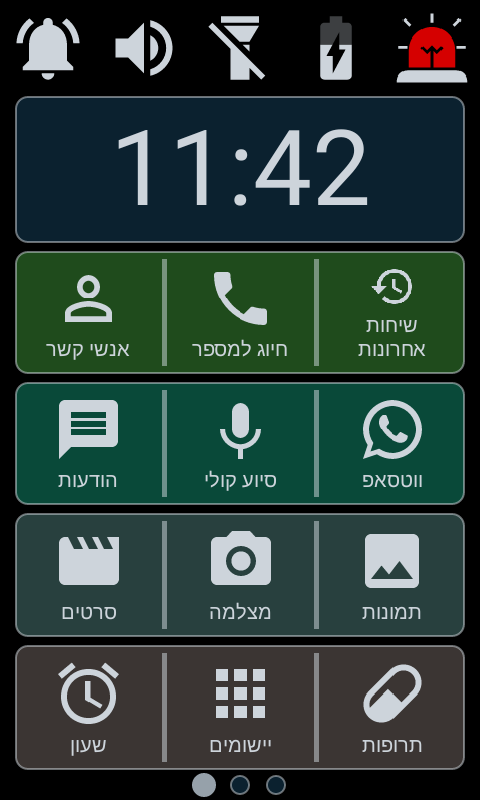 11:42
שיחות
אחרונות
חיוג למספר
אנשי קשר
ווטסאפ
סיוע קולי
הודעות
תמונות
מצלמה
סרטים
תרופות
יישומים
שעון